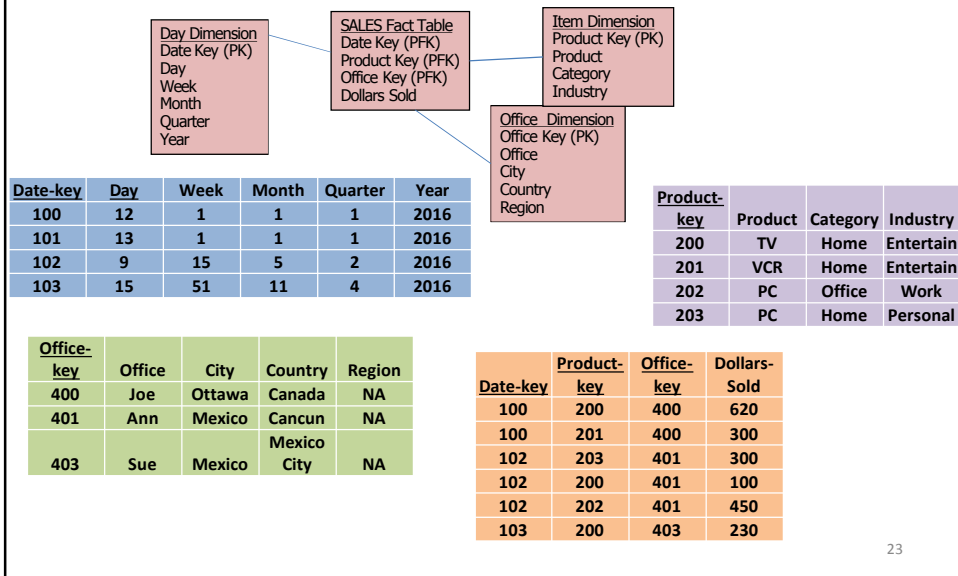 Day Dimension
Date Key (PK)
Day
Week
Month
Quarter
Year
SALES Fact Table
Date Key (PFK)
Product Key (PFK)
Office Key (PFK)
Dollars Sold
Item Dimension
Product Key (PK)
Product
Category
Industry
Office Dimension
Office Key (PK)
Office
City
Country
Region
Date-key Day Week Month Quarter Year
100 12 1 1 1 2016
101 13 1 1 1 2016
102 9 15 5 2 2016
103 15 51 11 4 2016
Product-
key Product Category Industry
200 TV Home Entertain
201 VCR Home Entertain
202 PC Office Work
203 PC Home Personal
Office-
key Office City Country Region
400 Joe Ottawa Canada NA
401 Ann Mexico Cancun NA
Mexico
403 Sue Mexico City NA
Product- Office- Dollars-
Date-key key key Sold
100 200 400 620
100 201 400 300
102 203 401 300
102 200 401 100
102 202 401 450
103 200 403 230
23